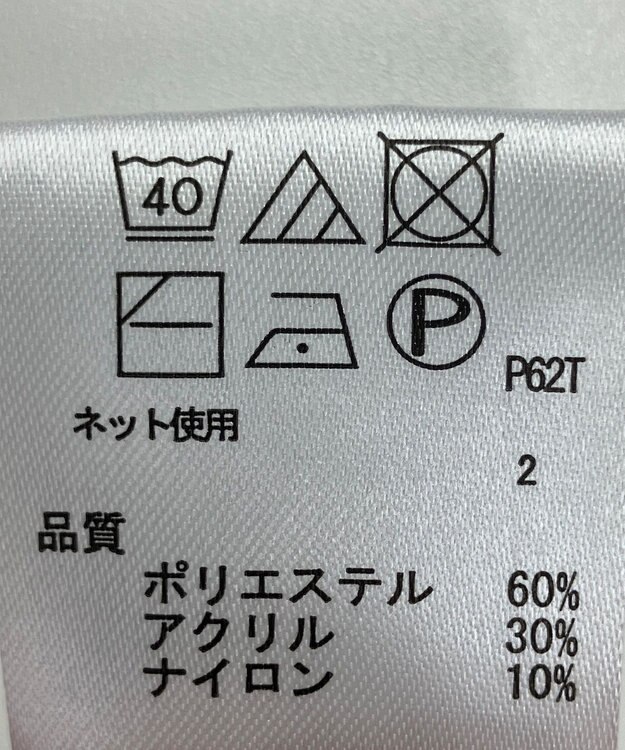 40
P
P62T
ネット使用
2
品質
ポリエステル 60%
アクリル 30%
ナイロン 10%